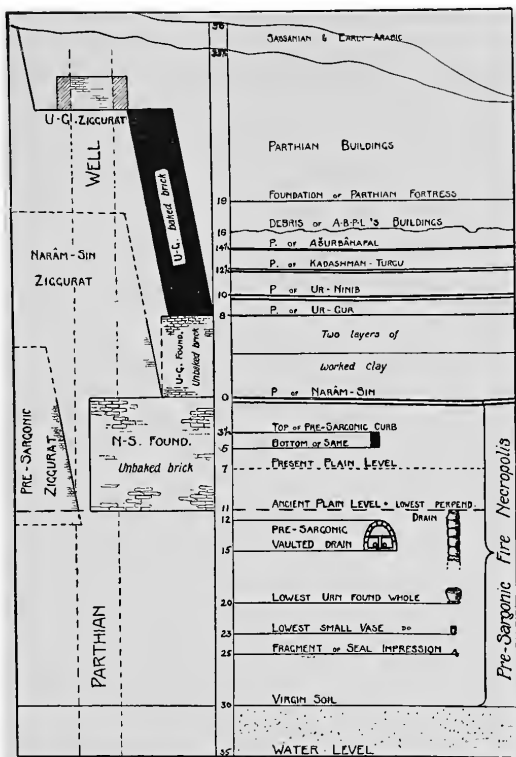 36
SASSANIAN & EARLY-ARABIC
33½
U-G. ZIGGURAT
WELL
PARTHIAN BUILDINGS
U-G. baked brick
18
FOUNDATION OF PARTHIAN FORTRESS
DEBRIS OF A-B-P-L'S BUILDINGS
16
14½
P. OF AŠURBÂNAPAL
NARÂM-SIN
ZIGGURAT
12½
P. OF KADASHMAN-TURGU
10
P OF UR-NINIB
8
P. OF UR-GUR
U-G. FOUND.
Unbaked brick
Two layers of
worked clay
0
P OF NARÂM-SIN
PRE-SARGONIC
ZIGGURAT
N-S. FOUND.
Unbaked brick
3½
TOP OF PRE-SARGONIC CURB
5
BOTTOM OF SAME
7
PRESENT PLAIN LEVEL
11
ANCIENT PLAIN LEVEL • LOWEST PERPEND.
DRAIN
12
PRE-SARGONIC
15
VAULTED DRAIN
Pre-Sargonic Fire Necropolis
PARTHIAN
20
LOWEST URN FOUND WHOLE
23
LOWEST SMALL VASE DO
25
FRAGMENT OF SEAL IMPRESSION
30
VIRGIN SOIL
35
WATER-LEVEL